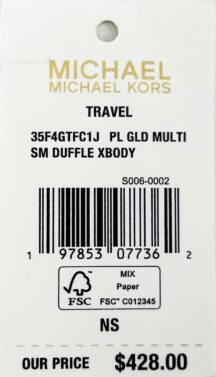 MICHAEL
MICHAEL KORS
TRAVEL
35F4GTFC1J PL GLD MULTI
SM DUFFLE XBODY
S006-0002
1 97853 07736 2
FSC
MIX
Paper
FSC™ C012345
NS
OUR PRICE $428.00